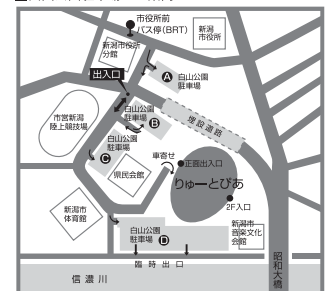 市役所前
バス停(BRT)
新潟
市役所
新潟市役所
分館
出入口
A
白山公園
駐車場
白山公園
駐車場
B
市営新潟
陸上競技場
埋設道路
白山公園
駐車場
C
車寄せ
正面出入口
県民会館
りゅーとぴあ
2F入口
新潟市
体育館
白山公園
駐車場
D
新潟市
音楽文化
会館
臨時出口
昭和大橋
信濃川